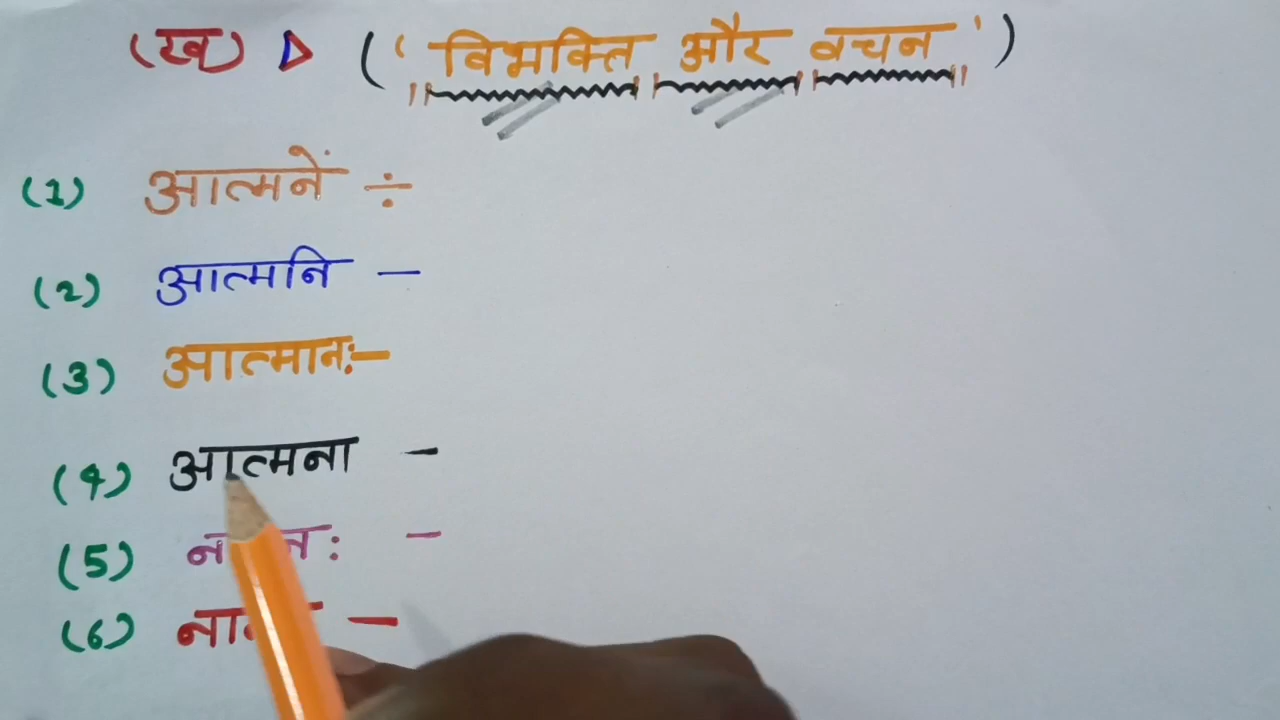 (ख) ▷ ( ' विभक्ति और वचन ' )
(1) आत्मनें ÷
(2) आत्मनि –
(3) आत्मानः–
(4) आत्मना –
(5) –
(6) –